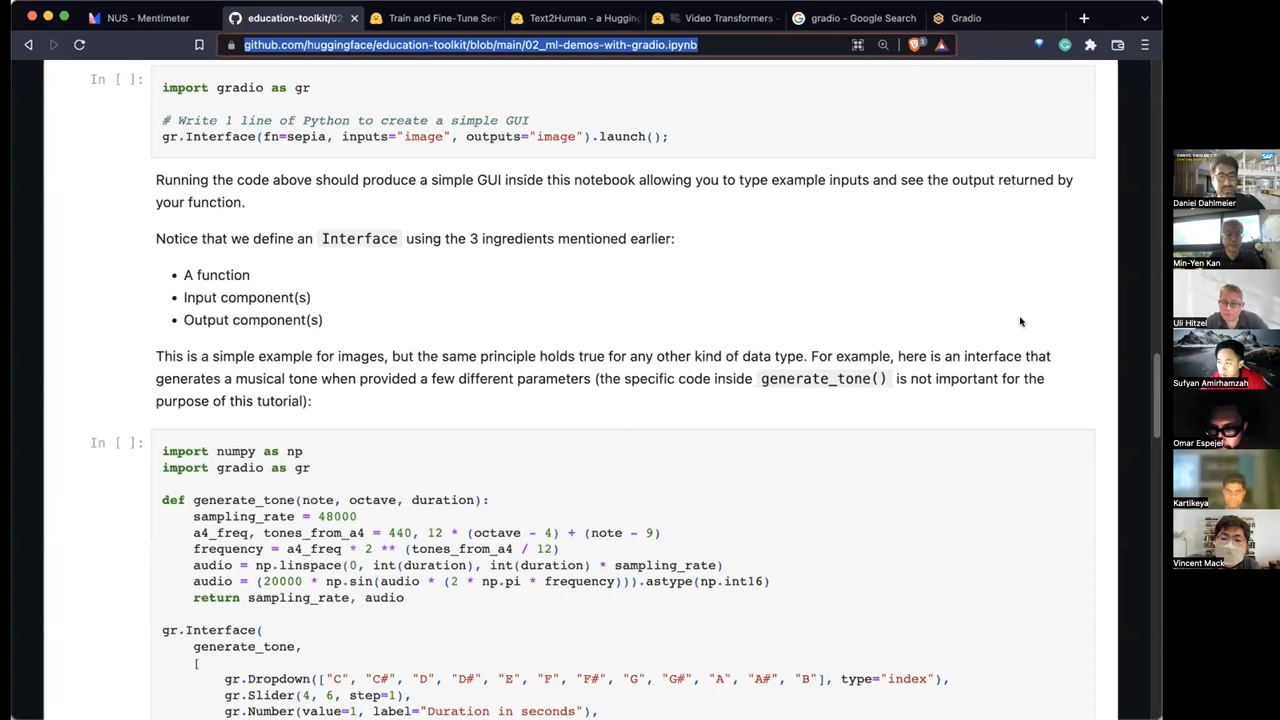 NUS - Mentimeter
education-toolkit/02
Train and Fine-Tune Sen
Text2Human - a Hugging
Video Transformers -
gradio - Google Search
Gradio
github.com/huggingface/education-toolkit/blob/main/02_ml-demos-with-gradio.ipynb
In [ ]:
import gradio as gr
# Write 1 line of Python to create a simple GUI
gr.Interface(fn=sepia, inputs="image", outputs="image").launch();
Running the code above should produce a simple GUI inside this notebook allowing you to type example inputs and see the output returned by
your function.
Notice that we define an Interface using the 3 ingredients mentioned earlier:
• A function
• Input component(s)
• Output component(s)
This is a simple example for images, but the same principle holds true for any other kind of data type. For example, here is an interface that
generates a musical tone when provided a few different parameters (the specific code inside generate_tone() is not important for the
purpose of this tutorial):
In [ ]:
import numpy as np
import gradio as gr
def generate_tone(note, octave, duration):
    sampling_rate = 48000
    a4_freq, tones_from_a4 = 440, 12 * (octave - 4) + (note - 9)
    frequency = a4_freq * 2 ** (tones_from_a4 / 12)
    audio = np.linspace(0, int(duration), int(duration) * sampling_rate)
    audio = (20000 * np.sin(audio * (2 * np.pi * frequency))).astype(np.int16)
    return sampling_rate, audio
gr.Interface(
    generate_tone,
    [
        gr.Dropdown(["C", "C#", "D", "D#", "E", "F", "F#", "G", "G#", "A", "A#", "B"], type="index"),
        gr.Slider(4, 6, step=1),
        gr.Number(value=1, label="Duration in seconds"),
SAP
Daniel Dahlmeier
Min-Yen Kan
Uli Hitzel
Sufyan Amirhamzah
Omar Espejel
Kartikeya
Vincent Mack